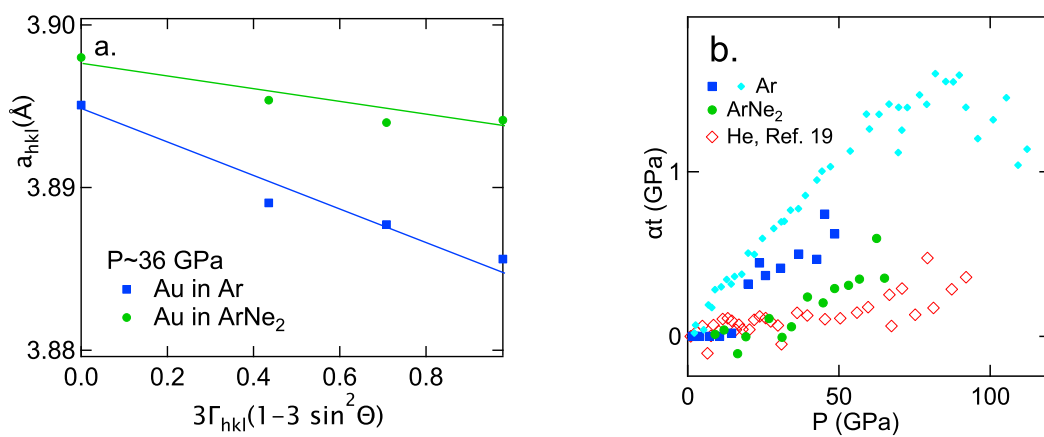 3.90
a.
3.89
3.88
a_hkl(Å)
P~36 GPa
Au in Ar
Au in ArNe₂
0.0 0.2 0.4 0.6 0.8
3Γ_hkl(1-3 sin²Θ)
b.
Ar
ArNe₂
He, Ref. 19
1
0
αt (GPa)
0 50 100
P (GPa)